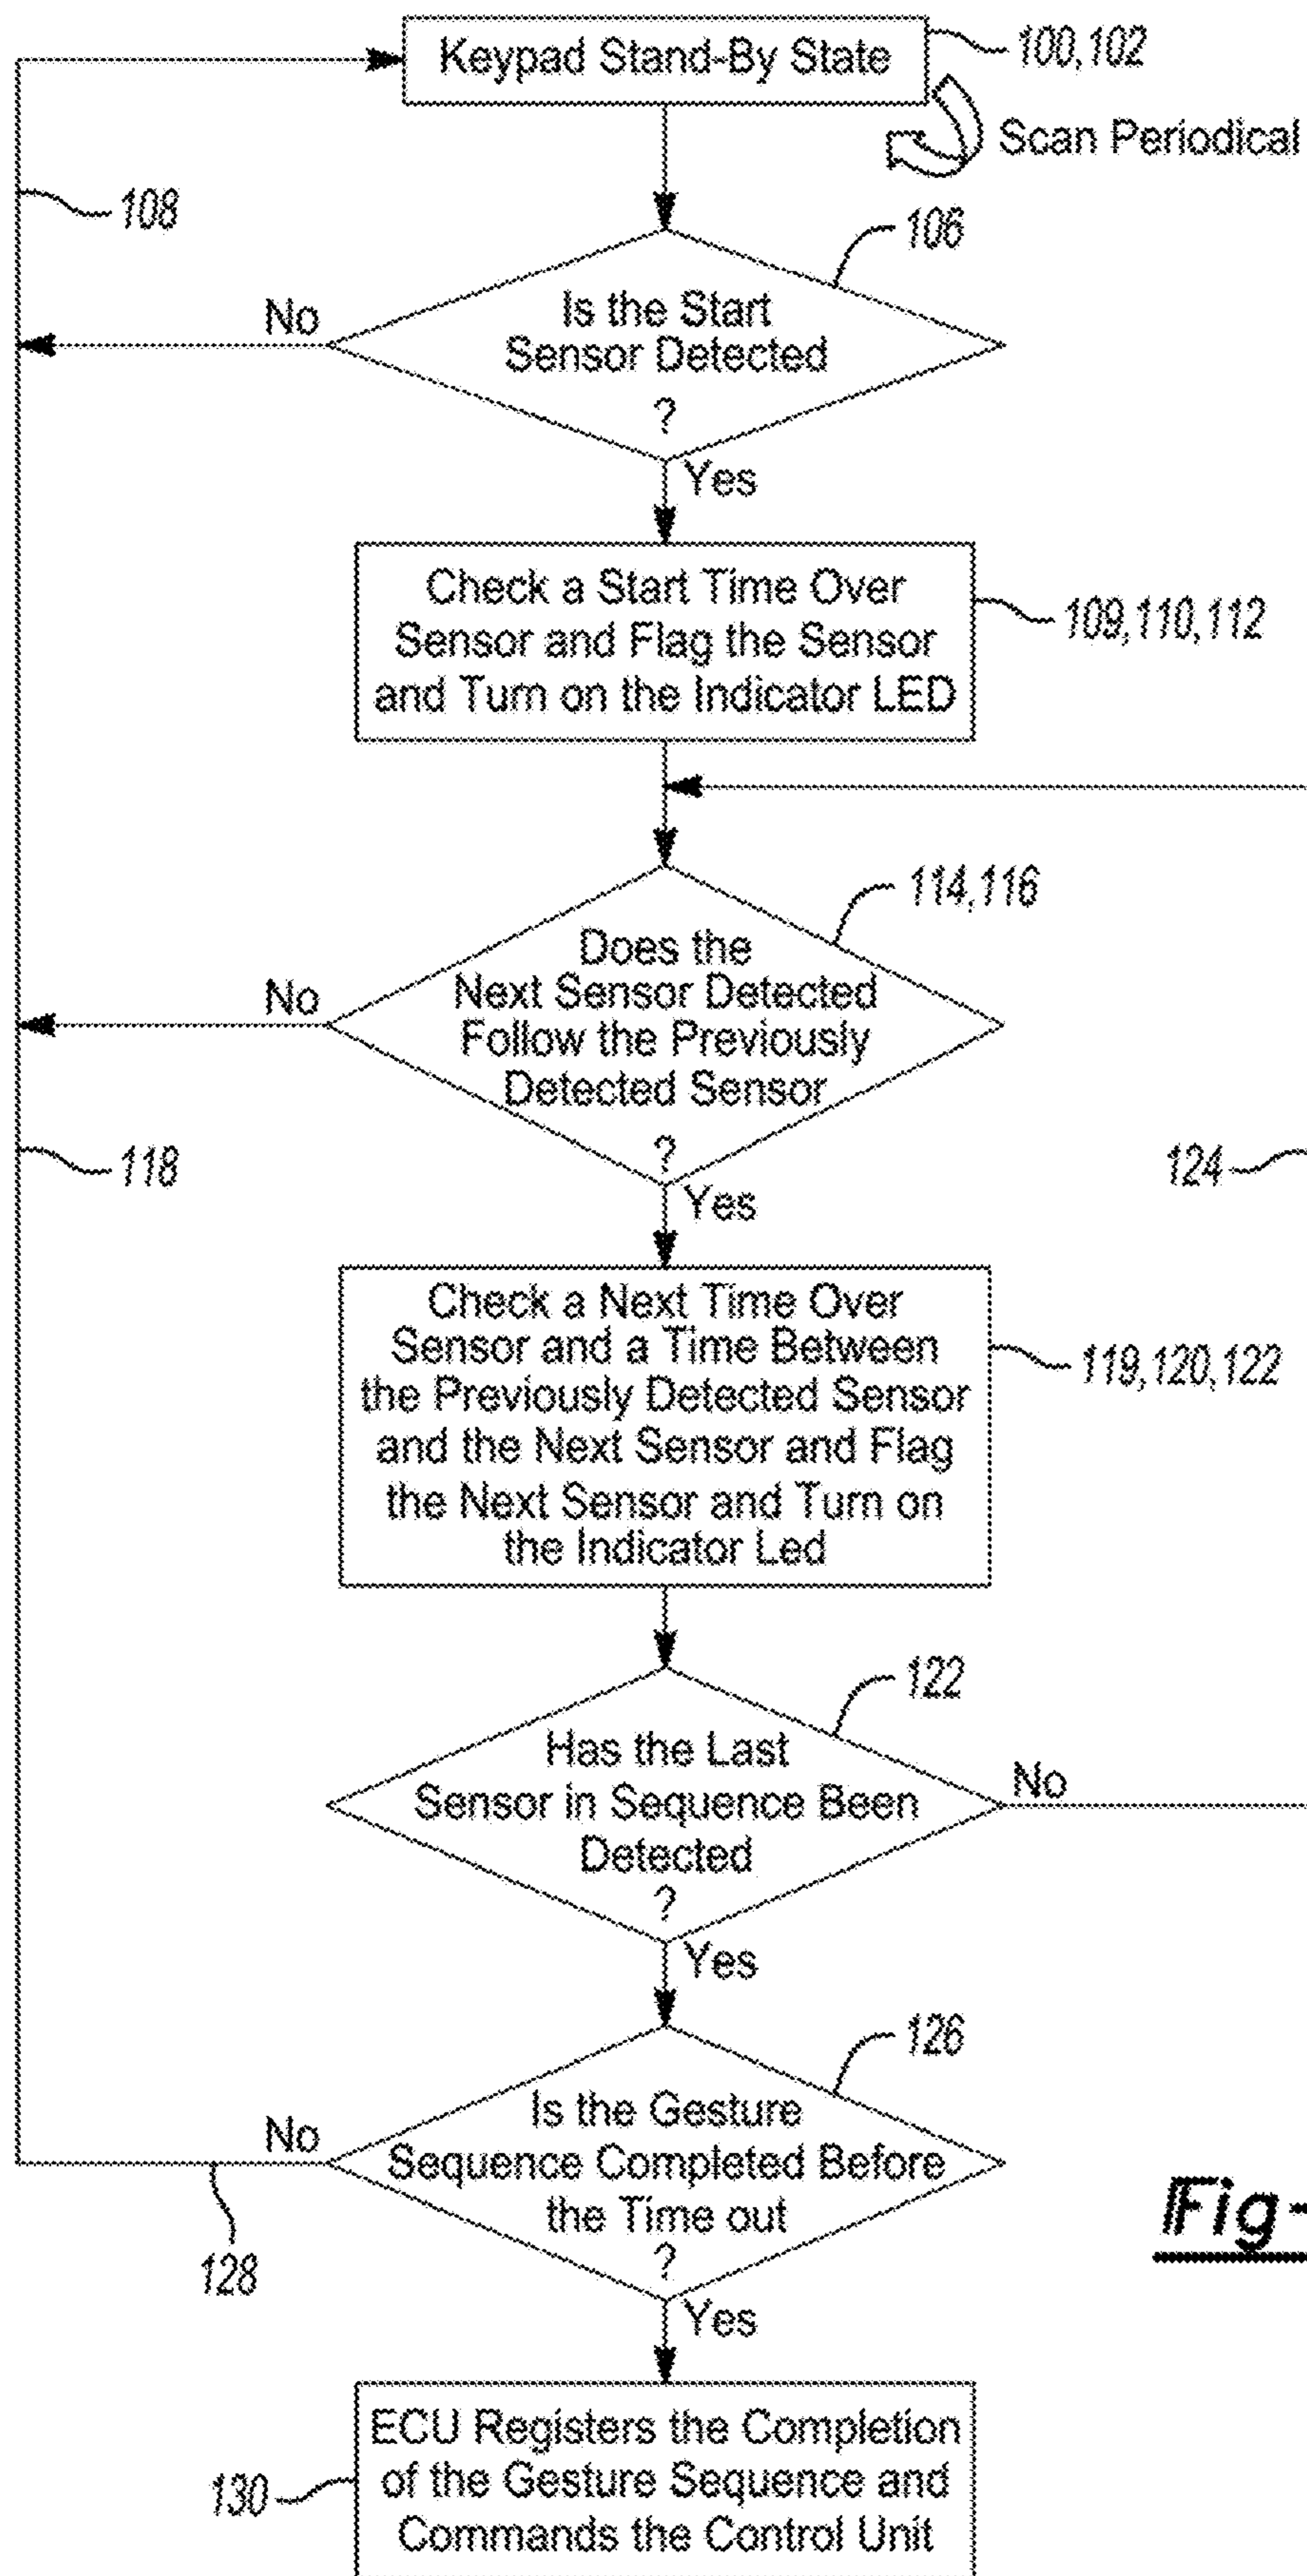 Keypad Stand-By State
100, 102
Scan Periodical
108
106
Is the Start
Sensor Detected
?
No
Yes
Check a Start Time Over
Sensor and Flag the Sensor
and Turn on the Indicator LED
109, 110, 112
114, 116
Does the
Next Sensor Detected
Follow the Previously
Detected Sensor
?
No
118
124
Yes
Check a Next Time Over
Sensor and a Time Between
the Previously Detected Sensor
and the Next Sensor and Flag
the Next Sensor and Turn on
the Indicator Led
119, 120, 122
122
Has the Last
Sensor in Sequence Been
Detected
?
No
Yes
126
Is the Gesture
Sequence Completed Before
the Time out
?
No
128
Fig-
Yes
ECU Registers the Completion
of the Gesture Sequence and
Commands the Control Unit
130